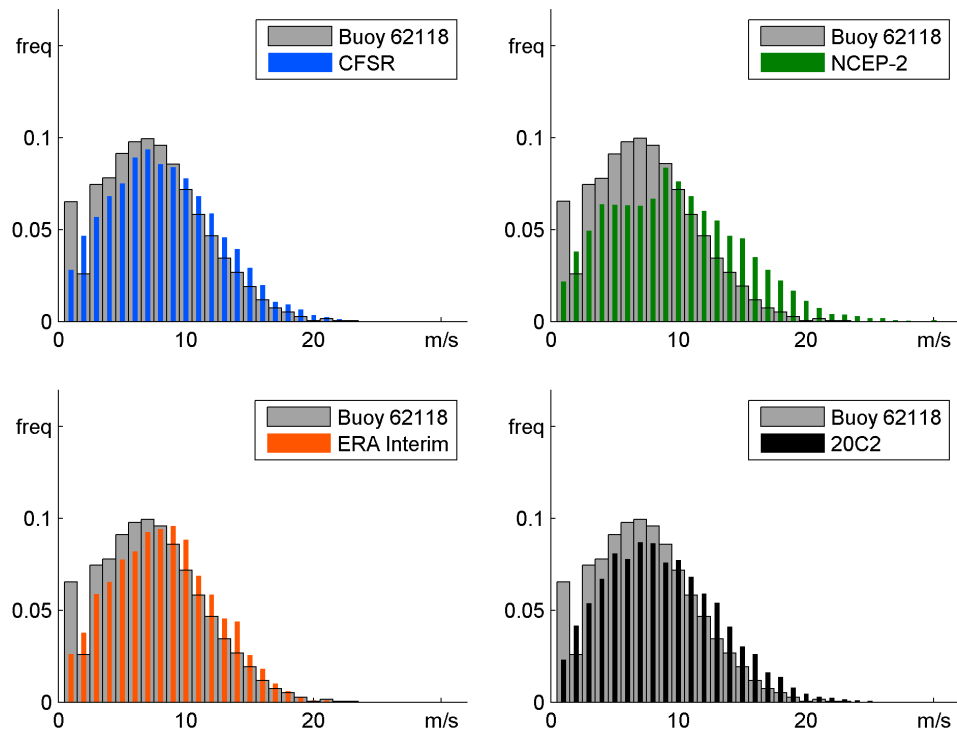 freq
Buoy 62118
CFSR
0.1
0.05
0
0 10 20 m/s
freq
Buoy 62118
NCEP-2
0.1
0.05
0
0 10 20 m/s
freq
Buoy 62118
ERA Interim
0.1
0.05
0
0 10 20 m/s
freq
Buoy 62118
20C2
0.1
0.05
0
0 10 20 m/s